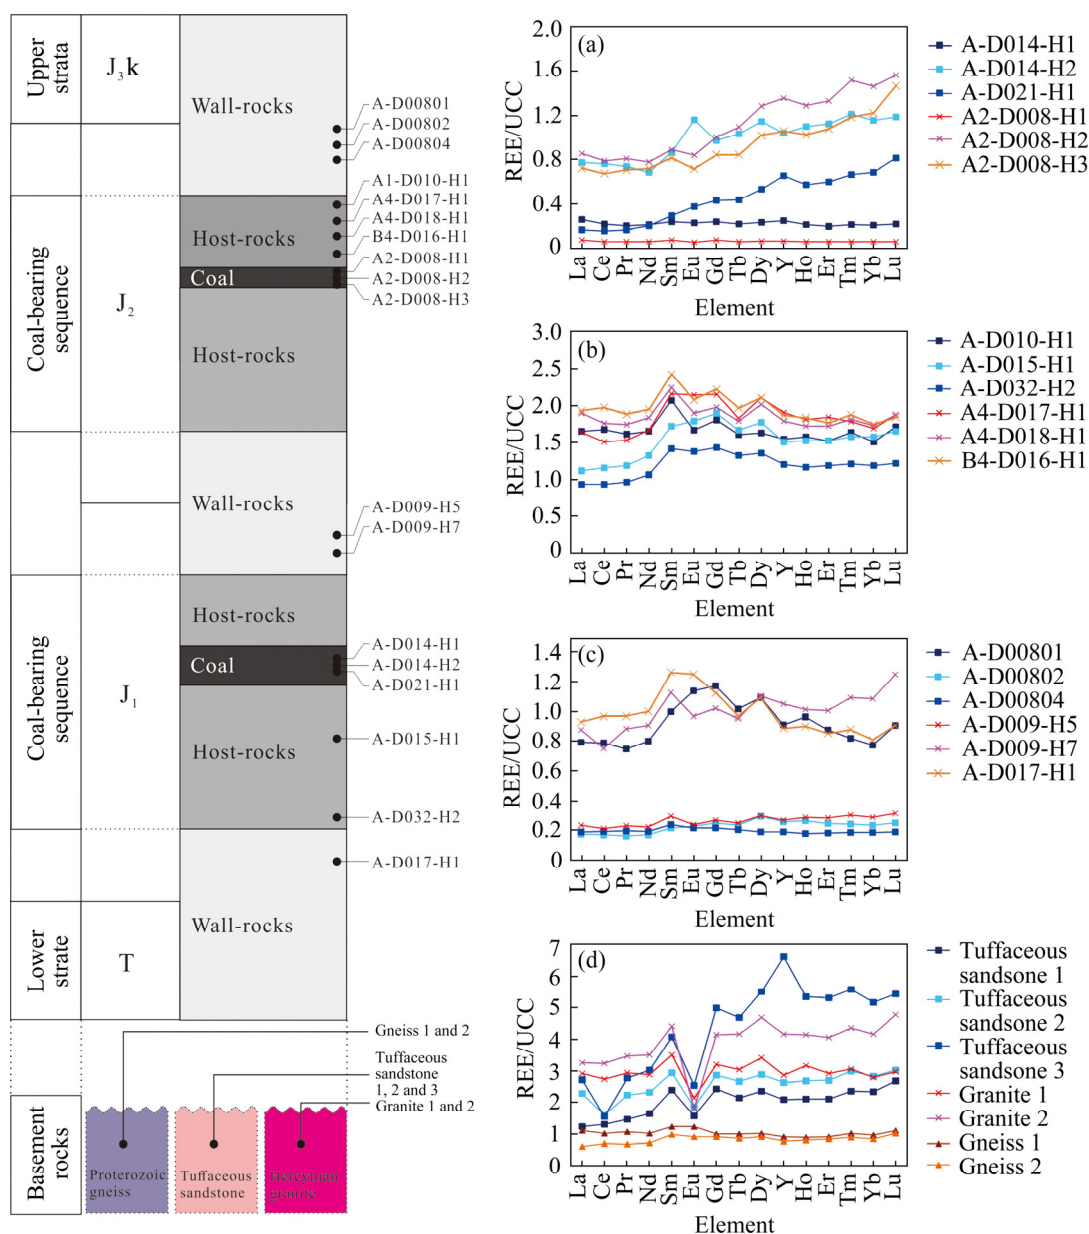 Upper
strata
J3k
Wall-rocks
A-D00801
A-D00802
A-D00804
Coal-bearing
sequence
J2
Host-rocks
Coal
Host-rocks
A1-D010-H1
A4-D017-H1
A4-D018-H1
B4-D016-H1
A2-D008-H1
A2-D008-H2
A2-D008-H3
Wall-rocks
A-D009-H5
A-D009-H7
Coal-bearing
sequence
J1
Host-rocks
Coal
Host-rocks
A-D014-H1
A-D014-H2
A-D021-H1
A-D015-H1
A-D032-H2
A-D017-H1
Lower
strate
T
Wall-rocks
Gneiss 1 and 2
Tuffaceous
sandstone
1, 2 and 3
Granite 1 and 2
Basement
rocks
Proterozoic
gneiss
Tuffaceous
sandstone
Hercynian
granite
(a)
REE/UCC
2.0
1.6
1.2
0.8
0.4
0
La Ce Pr Nd Sm Eu Gd Tb Dy Y Ho Er Tm Yb Lu
Element
A-D014-H1
A-D014-H2
A-D021-H1
A2-D008-H1
A2-D008-H2
A2-D008-H3
(b)
REE/UCC
3.0
2.5
2.0
1.5
1.0
0.5
0
La Ce Pr Nd Sm Eu Gd Tb Dy Y Ho Er Tm Yb Lu
Element
A-D010-H1
A-D015-H1
A-D032-H2
A4-D017-H1
A4-D018-H1
B4-D016-H1
(c)
REE/UCC
1.4
1.2
1.0
0.8
0.6
0.4
0.2
0
La Ce Pr Nd Sm Eu Gd Tb Dy Y Ho Er Tm Yb Lu
Element
A-D00801
A-D00802
A-D00804
A-D009-H5
A-D009-H7
A-D017-H1
(d)
REE/UCC
7
6
5
4
3
2
1
0
La Ce Pr Nd Sm Eu Gd Tb Dy Y Ho Er Tm Yb Lu
Element
Tuffaceous
sandsone 1
Tuffaceous
sandsone 2
Tuffaceous
sandsone 3
Granite 1
Granite 2
Gneiss 1
Gneiss 2